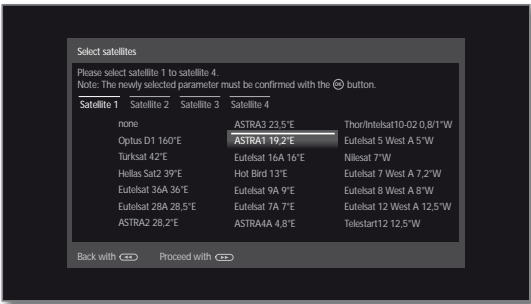 Select satellites
Please select satellite 1 to satellite 4.
Note: The newly selected parameter must be confirmed with the OK button.
Satellite 1 Satellite 2 Satellite 3 Satellite 4
none ASTRA3 23,5°E Thor/Intelsat10-02 0,8/1°W
Optus D1 160°E ASTRA1 19,2°E Eutelsat 5 West A 5°W
Turksat 42°E Eutelsat 16A 16°E Nilesat 7°W
Hellas Sat2 39°E Hot Bird 13°E Eutelsat 7 West A 7,2°W
Eutelsat 36A 36°E Eutelsat 9A 9°E Eutelsat 8 West A 8°W
Eutelsat 28A 28,5°E Eutelsat 7A 7°E Eutelsat 12 West A 12,5°W
ASTRA2 28,2°E ASTRA4A 4,8°E Telestart12 12,5°W
Back with Proceed with